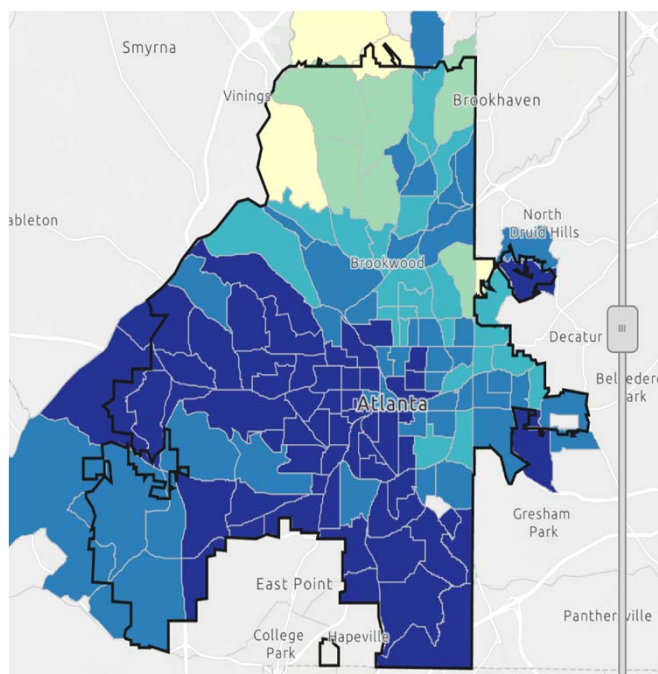 Smyrna
Vinings
Brookhaven
ableton
North
Druid Hills
Brookwood
Decatur
Belvedere
Park
Atlanta
Gresham
Park
East Point
Panthersville
College
Park
Hapeville